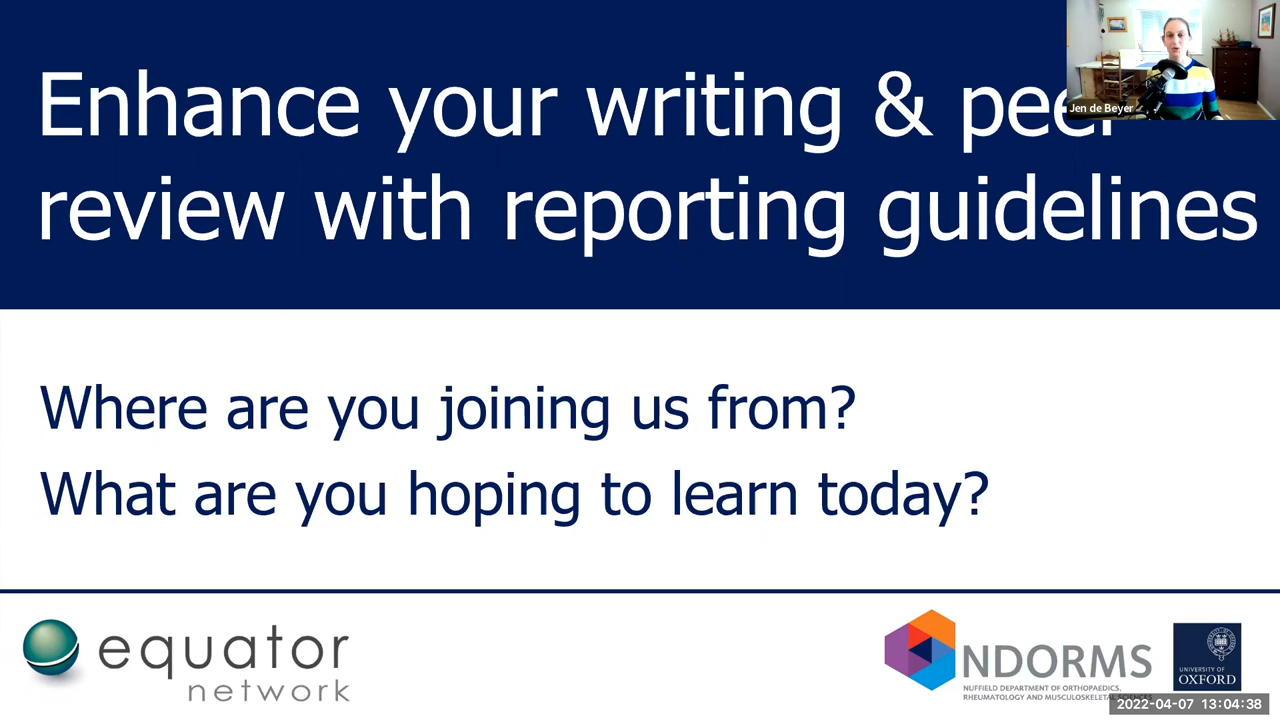 Enhance your writing & peer
review with reporting guidelines
Jen de Beyer
Where are you joining us from?
What are you hoping to learn today?
equator
network
NDORMS
NUFFIELD DEPARTMENT OF ORTHOPAEDICS,
RHEUMATOLOGY AND MUSCULOSKELETAL SCIENCES
UNIVERSITY OF
OXFORD
2022-04-07 13:04:38